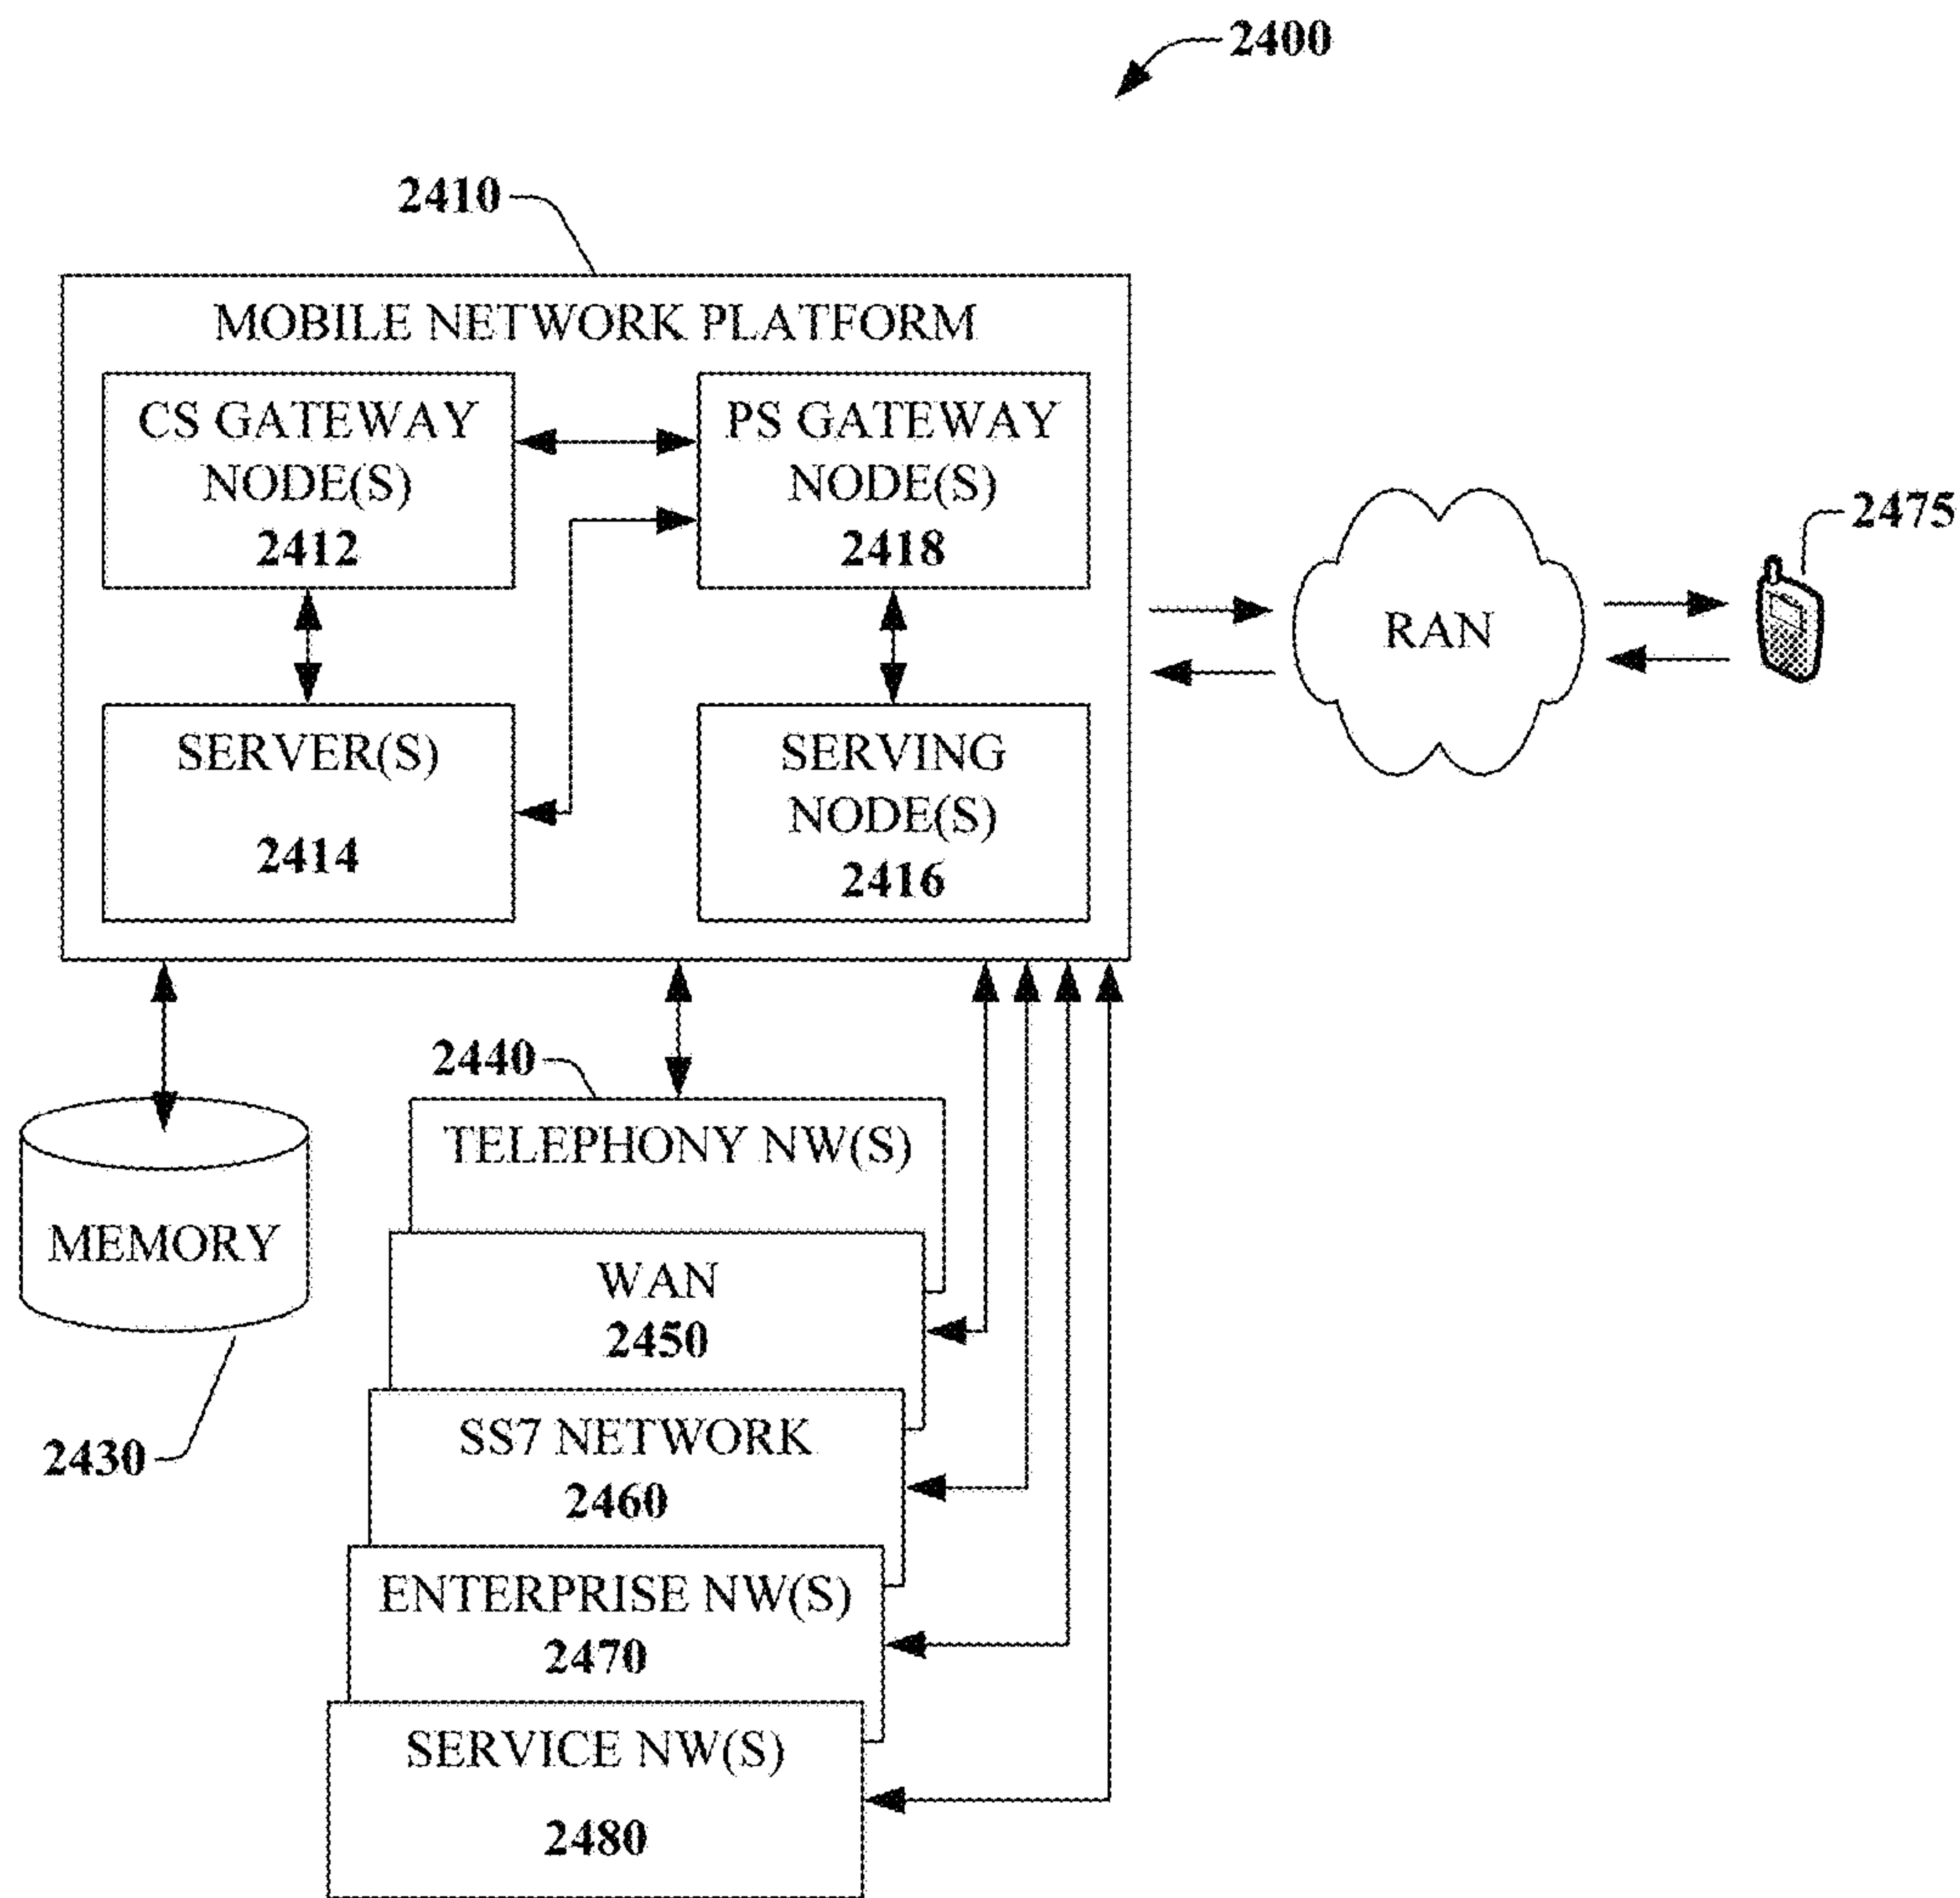 2400
2410
MOBILE NETWORK PLATFORM
CS GATEWAY
NODE(S)
2412
PS GATEWAY
NODE(S)
2418
SERVER(S)
2414
SERVING
NODE(S)
2416
RAN
2475
2440
TELEPHONY NW(S)
MEMORY
2430
WAN
2450
SS7 NETWORK
2460
ENTERPRISE NW(S)
2470
SERVICE NW(S)
2480